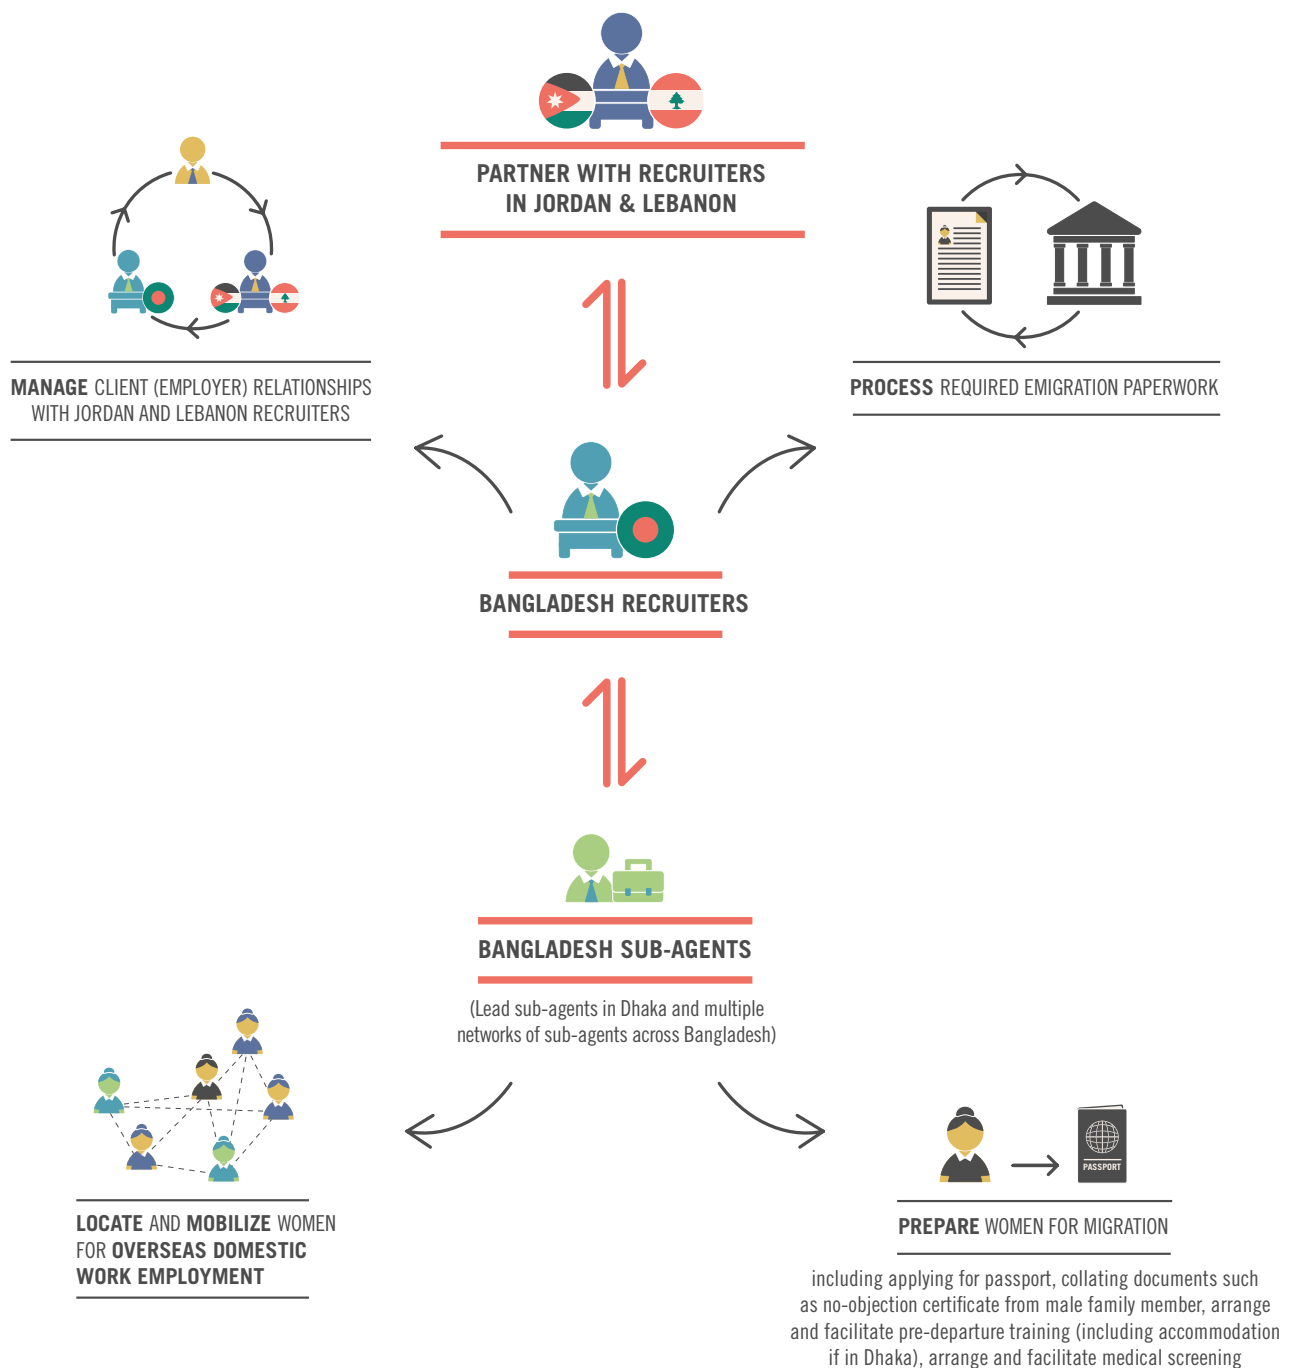 PARTNER WITH RECRUITERS
IN JORDAN & LEBANON
MANAGE CLIENT (EMPLOYER) RELATIONSHIPS
WITH JORDAN AND LEBANON RECRUITERS
PROCESS REQUIRED EMIGRATION PAPERWORK
BANGLADESH RECRUITERS
BANGLADESH SUB-AGENTS
(Lead sub-agents in Dhaka and multiple
networks of sub-agents across Bangladesh)
LOCATE AND MOBILIZE WOMEN
FOR OVERSEAS DOMESTIC
WORK EMPLOYMENT
PASSPORT
PREPARE WOMEN FOR MIGRATION
including applying for passport, collating documents such
as no-objection certificate from male family member, arrange
and facilitate pre-departure training (including accommodation
if in Dhaka), arrange and facilitate medical screening